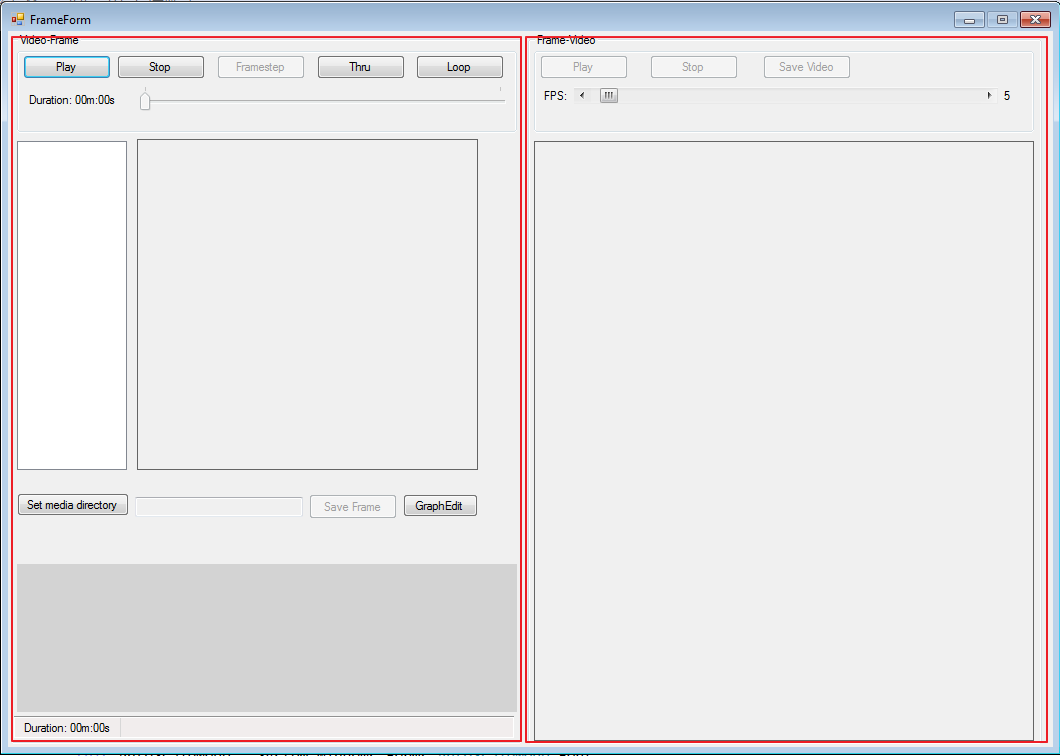 FrameForm
Video-Frame
Play Stop Framestep Thru Loop
Duration: 00m:00s
Set media directory Save Frame GraphEdit
Duration: 00m:00s
Frame-Video
Play Stop Save Video
FPS: 5